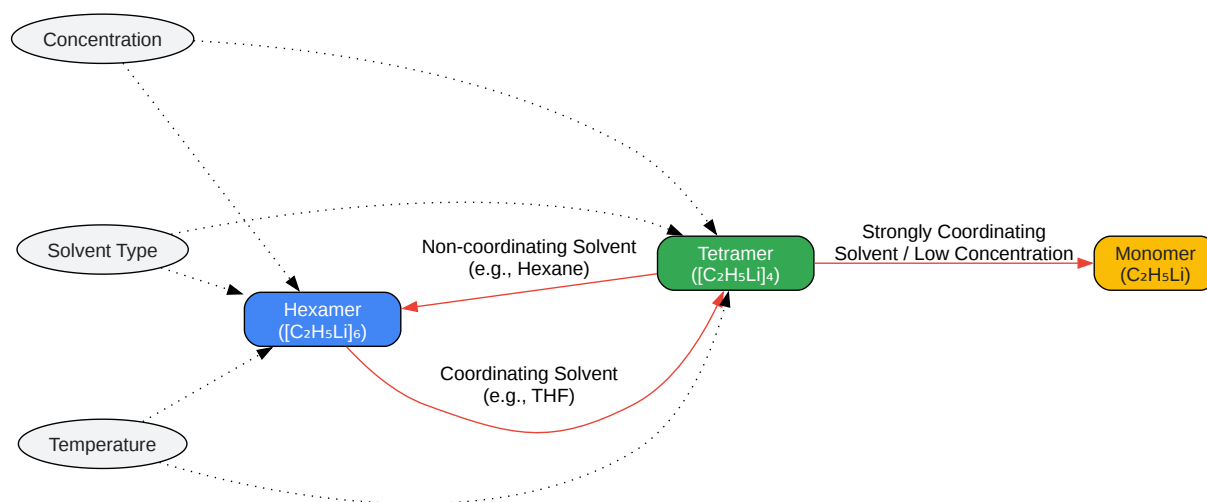 Concentration
Solvent Type
Temperature
Hexamer
([C₂H₅Li]₆)
Non-coordinating Solvent
(e.g., Hexane)
Coordinating Solvent
(e.g., THF)
Tetramer
([C₂H₅Li]₄)
Strongly Coordinating
Solvent / Low Concentration
Monomer
(C₂H₅Li)